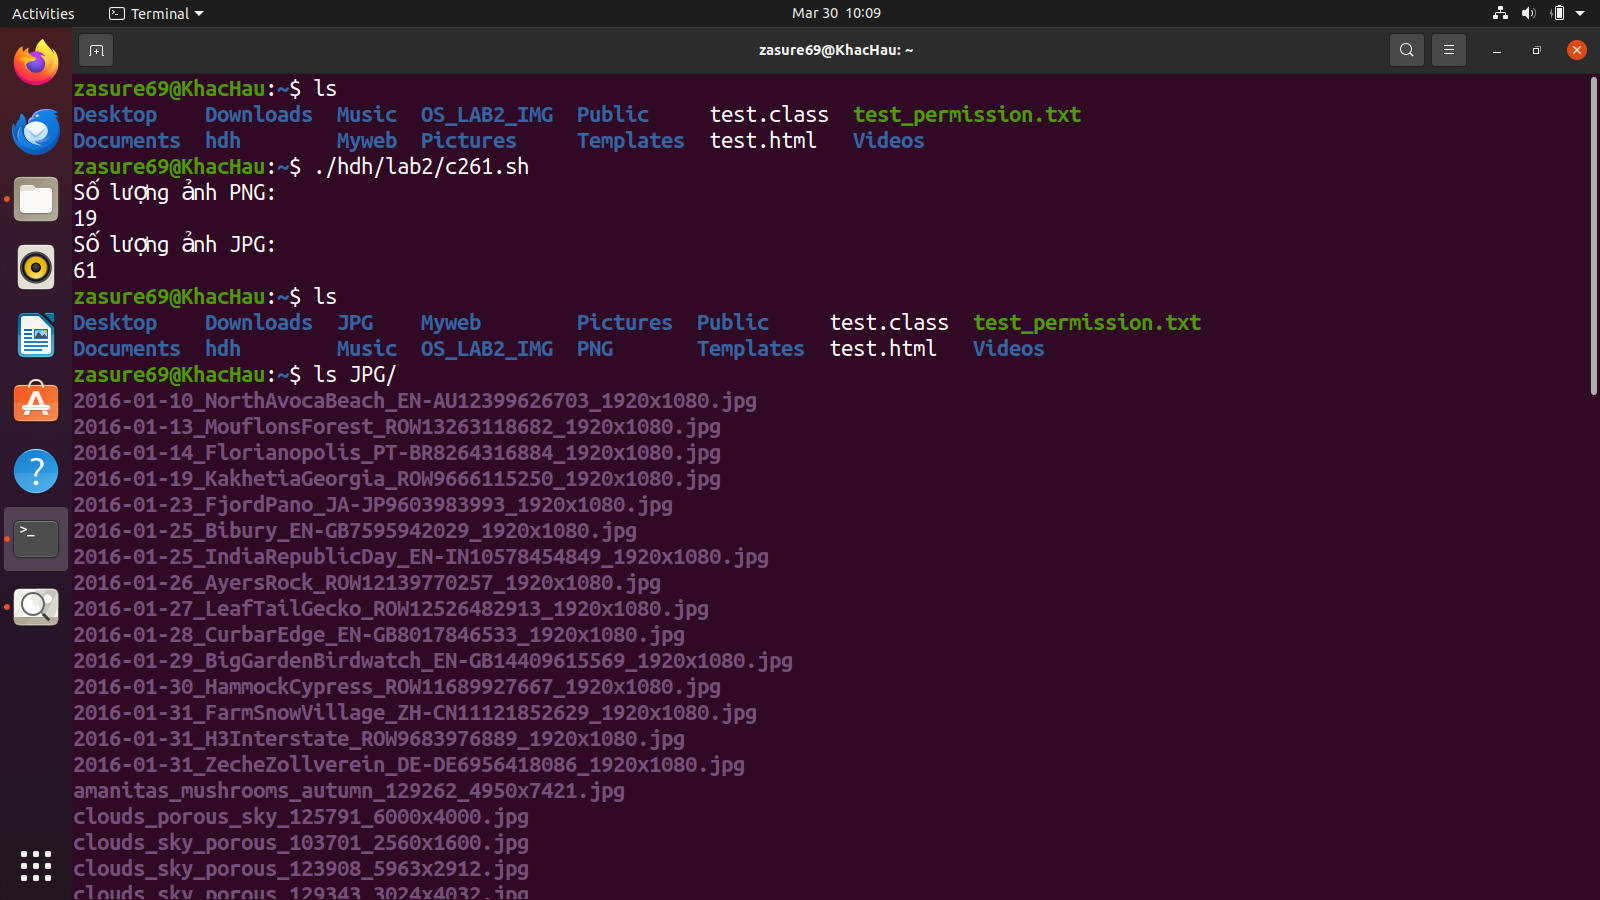 Activities Terminal Mar 30 10:09
zasure69@KhacHau: ~
zasure69@KhacHau:~$ ls
Desktop Downloads Music OS_LAB2_IMG Public test.class test_permission.txt
Documents hdh Myweb Pictures Templates test.html Videos
zasure69@KhacHau:~$ ./hdh/lab2/c261.sh
Số lượng ảnh PNG:
19
Số lượng ảnh JPG:
61
zasure69@KhacHau:~$ ls
Desktop Downloads JPG Myweb Pictures Public test.class test_permission.txt
Documents hdh Music OS_LAB2_IMG PNG Templates test.html Videos
zasure69@KhacHau:~$ ls JPG/
2016-01-10_NorthAvocaBeach_EN-AU12399626703_1920x1080.jpg
2016-01-13_MouflonsForest_ROW13263118682_1920x1080.jpg
2016-01-14_Florianopolis_PT-BR8264316884_1920x1080.jpg
2016-01-19_KakhetiaGeorgia_ROW9666115250_1920x1080.jpg
2016-01-23_FjordPano_JA-JP9603983993_1920x1080.jpg
2016-01-25_Bibury_EN-GB7595942029_1920x1080.jpg
2016-01-25_IndiaRepublicDay_EN-IN10578454849_1920x1080.jpg
2016-01-26_AyersRock_ROW12139770257_1920x1080.jpg
2016-01-27_LeafTailGecko_ROW12526482913_1920x1080.jpg
2016-01-28_CurbarEdge_EN-GB8017846533_1920x1080.jpg
2016-01-29_BigGardenBirdwatch_EN-GB14409615569_1920x1080.jpg
2016-01-30_HammockCypress_ROW11689927667_1920x1080.jpg
2016-01-31_FarmSnowVillage_ZH-CN11121852629_1920x1080.jpg
2016-01-31_H3Interstate_ROW9683976889_1920x1080.jpg
2016-01-31_ZecheZollverein_DE-DE6956418086_1920x1080.jpg
amanitas_mushrooms_autumn_129262_4950x7421.jpg
clouds_porous_sky_125791_6000x4000.jpg
clouds_sky_porous_103701_2560x1600.jpg
clouds_sky_porous_123908_5963x2912.jpg
clouds_sky_porous_129343_3024x4032.jpg